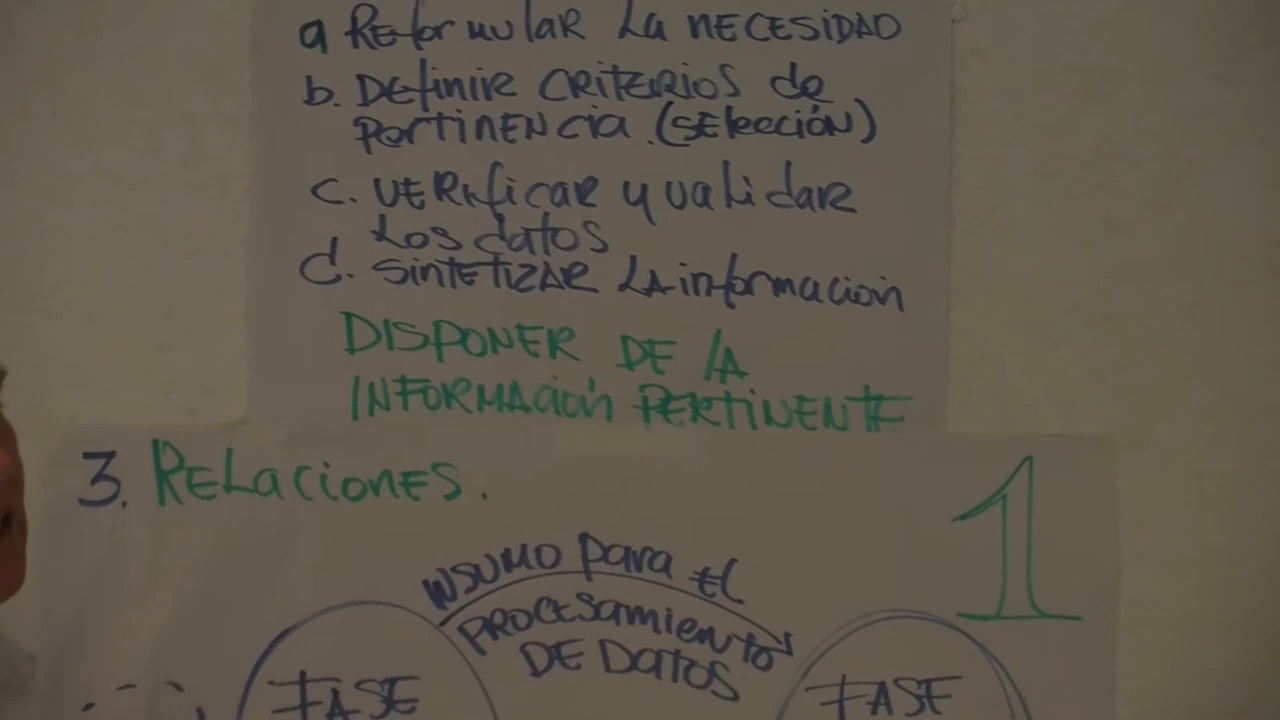 a Reformular La NECESIDAD
b. Definir CRITERIOS de
Pertinencia (Selección)
c. VERificar y validar
Los datos
d. SintETIZAR LA información
DISPONER DE lA
INFORMAción PERTINENTE
3. RELacionES.
1
INSUMO para El
PROCESamiento
DE DatOS
FASE
FASE